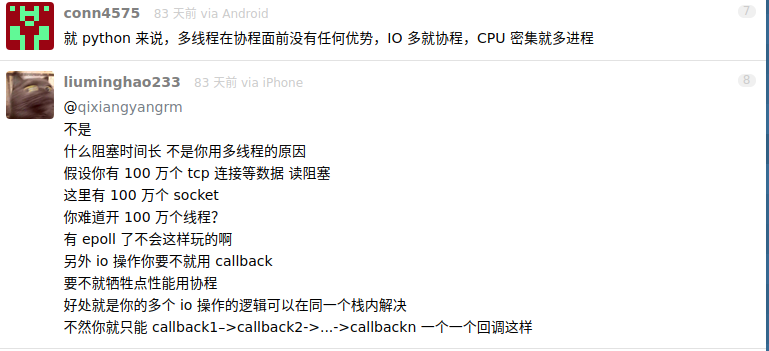 conn4575 83 天前 via Android 7
就 python 来说，多线程在协程面前没有任何优势，IO 多就协程，CPU 密集就多进程
liuminghao233 83 天前 via iPhone 8
@qixiangyangrm
不是
什么阻塞时间长 不是你用多线程的原因
假设你有 100 万个 tcp 连接等数据 读阻塞
这里有 100 万个 socket
你难道开 100 万个线程？
有 epoll 了不会这样玩的啊
另外 io 操作你要不就用 callback
要不就牺牲点性能用协程
好处就是你的多个 io 操作的逻辑可以在同一个栈内解决
不然你就只能 callback1–>callback2->...->callbackn 一个一个回调这样